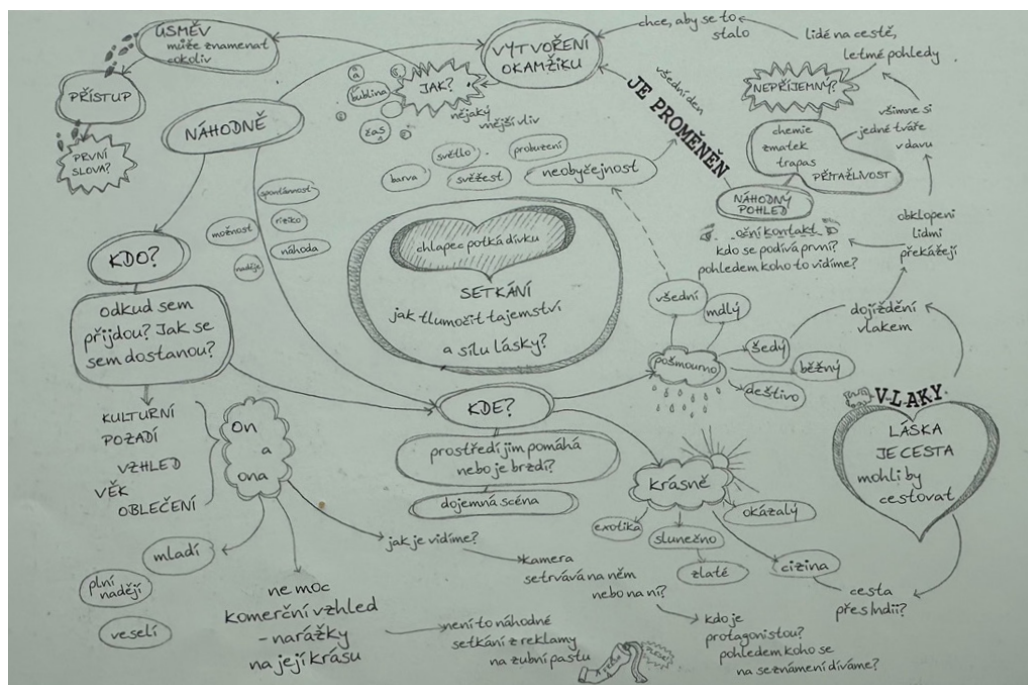 ÚSMĚV
může znamenat
cokoliv
PŘÍSTUP
PRVNÍ
SLOVA?
NÁHODNĚ
VYTVOŘENÍ
OKAMŽIKU
JAK?
nějaký
vnější vliv
bublina
čas
chce, aby se to
stalo
lidé na cestě,
letmé pohledy
NEPŘÍJEMNÝ?
všední den
JE PROMĚNĚN
všimne si
jedné tváře
v davu
chemie
zmatek
trapas
PŘITAŽLIVOST
NÁHODNÝ
POHLED
oční kontakt
kdo se podívá první?
pohledem koho to vidíme?
obklopeni
lidmi
překážejí
světlo
probuzení
barva
svěžest
neobyčejnost
spontánnost
možnost
riziko
náhoda
naděje
chlapec potká dívku
SETKÁNÍ
jak tlumočit tajemství
a sílu lásky?
KDO?
odkud sem
přijdou? Jak se
sem dostanou?
KULTURNÍ
POZADÍ
VZHLED
VĚK
OBLEČENÍ
On
a
ona
mladí
plní
nadějí
veselí
ne moc
komerční vzhled
- narážky
na její krásu
není to náhodné
setkání z reklamy
na zubní pastu
jak je vidíme?
kamera
setrvává na něm
nebo na ní?
kdo je
protagonistou?
pohledem koho se
na seznámení díváme?
KDE?
prostředí jim pomáhá
nebo je brzdí?
dojemná scéna
všední
mdlý
pošmourno
šedý
běžný
deštivo
dojíždění
vlakem
krásně
exotika
slunečno
zlaté
okázalý
cizina
cesta
přes Indii?
VLAKY
LÁSKA
JE CESTA
mohli by
cestovat